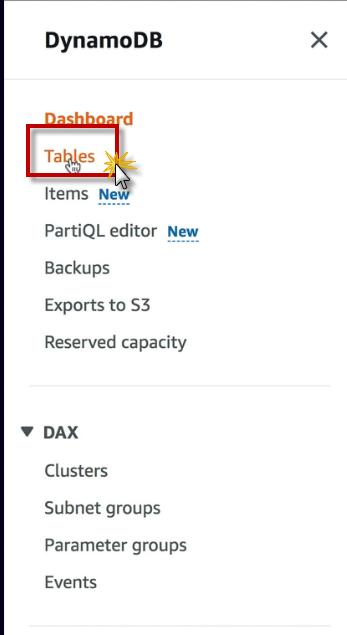 DynamoDB
Dashboard
Tables
Items New
PartiQL editor New
Backups
Exports to S3
Reserved capacity
DAX
Clusters
Subnet groups
Parameter groups
Events